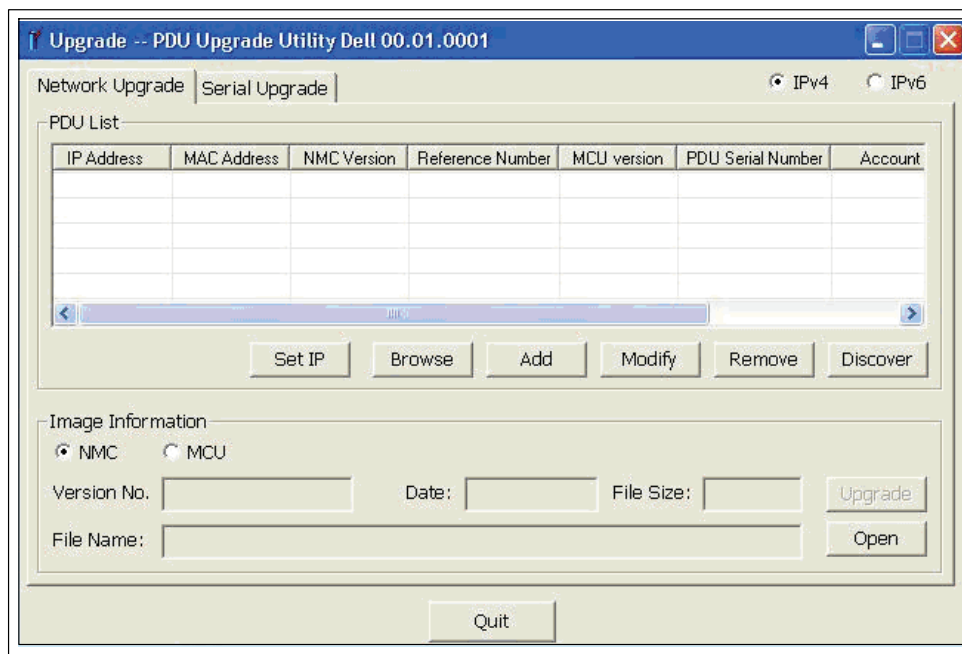 Upgrade -- PDU Upgrade Utility Dell 00.01.0001
Network Upgrade Serial Upgrade IPv4 IPv6
PDU List
IP Address MAC Address NMC Version Reference Number MCU version PDU Serial Number Account
Set IP Browse Add Modify Remove Discover
Image Information
NMC MCU
Version No. Date: File Size: Upgrade
File Name: Open
Quit